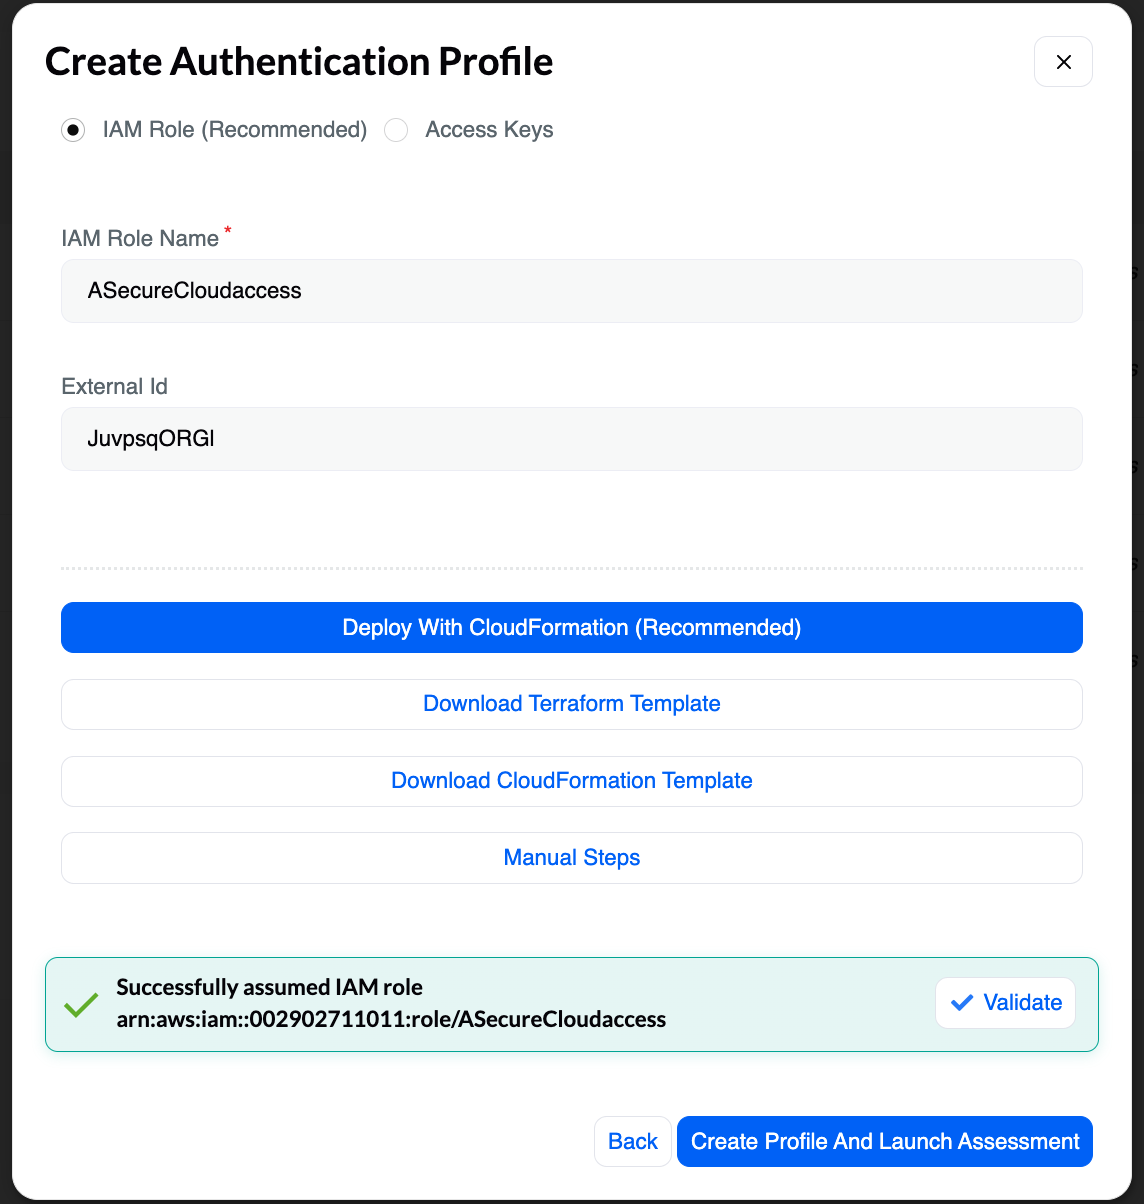 Create Authentication Profile
IAM Role (Recommended) Access Keys
IAM Role Name *
ASecureCloudaccess
External Id
JuvpsqORGl
Deploy With CloudFormation (Recommended)
Download Terraform Template
Download CloudFormation Template
Manual Steps
Successfully assumed IAM role
arn:aws:iam::002902711011:role/ASecureCloudaccess
Validate
Back Create Profile And Launch Assessment